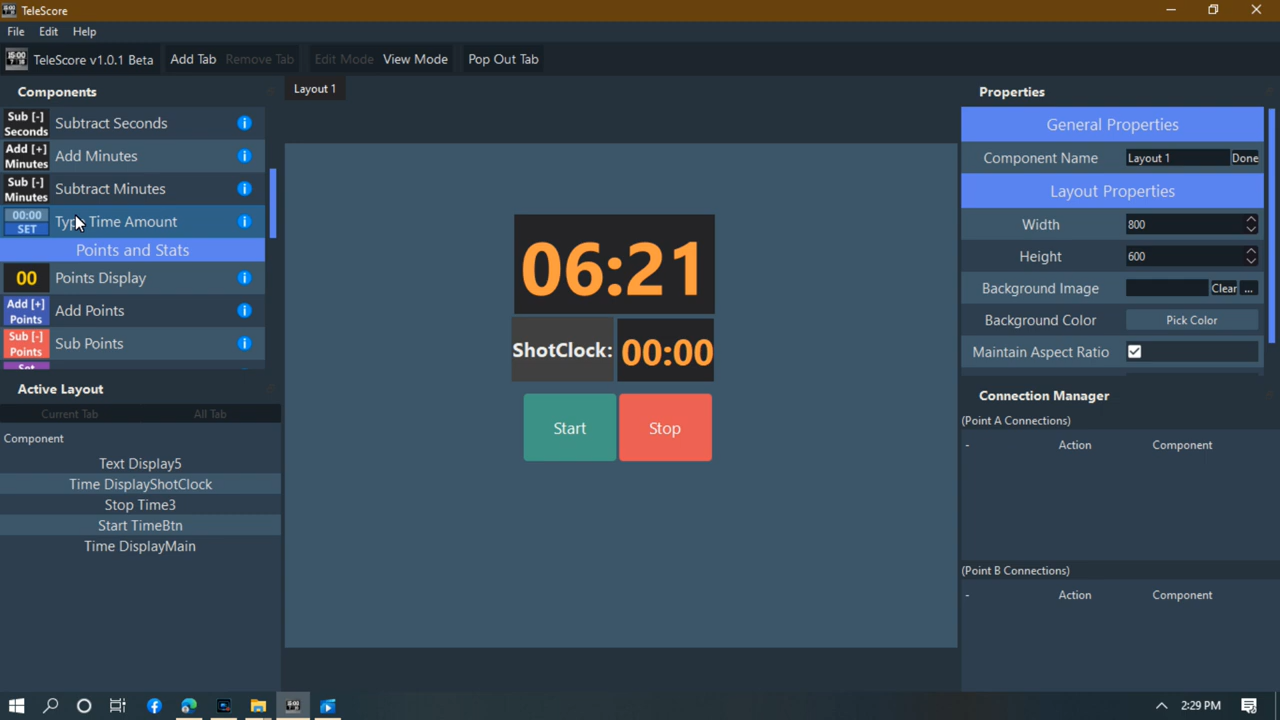 TeleScore
File Edit Help
TeleScore v1.0.1 Beta Add Tab Remove Tab Edit Mode View Mode Pop Out Tab
Components
Sub [-] Seconds Subtract Seconds
Add [+] Minutes Add Minutes
Sub [-] Minutes Subtract Minutes
00:00 SET Type Time Amount
Points and Stats
00 Points Display
Add [+] Points Add Points
Sub [-] Points Sub Points
Active Layout
Current Tab All Tab
Component
Text Display5
Time DisplayShotClock
Stop Time3
Start TimeBtn
Time DisplayMain
Layout 1
06:21
ShotClock: 00:00
Start Stop
Properties
General Properties
Component Name Layout 1 Done
Layout Properties
Width 800
Height 600
Background Image Clear ...
Background Color Pick Color
Maintain Aspect Ratio
Connection Manager
(Point A Connections)
- Action Component
(Point B Connections)
- Action Component
2:29 PM